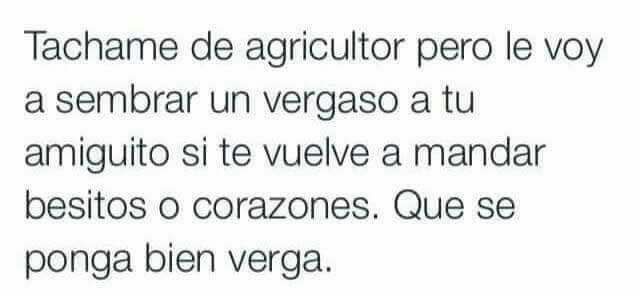 Tachame de agricultor pero le voy
a sembrar un vergaso a tu
amiguito si te vuelve a mandar
besitos o corazones. Que se
ponga bien verga.